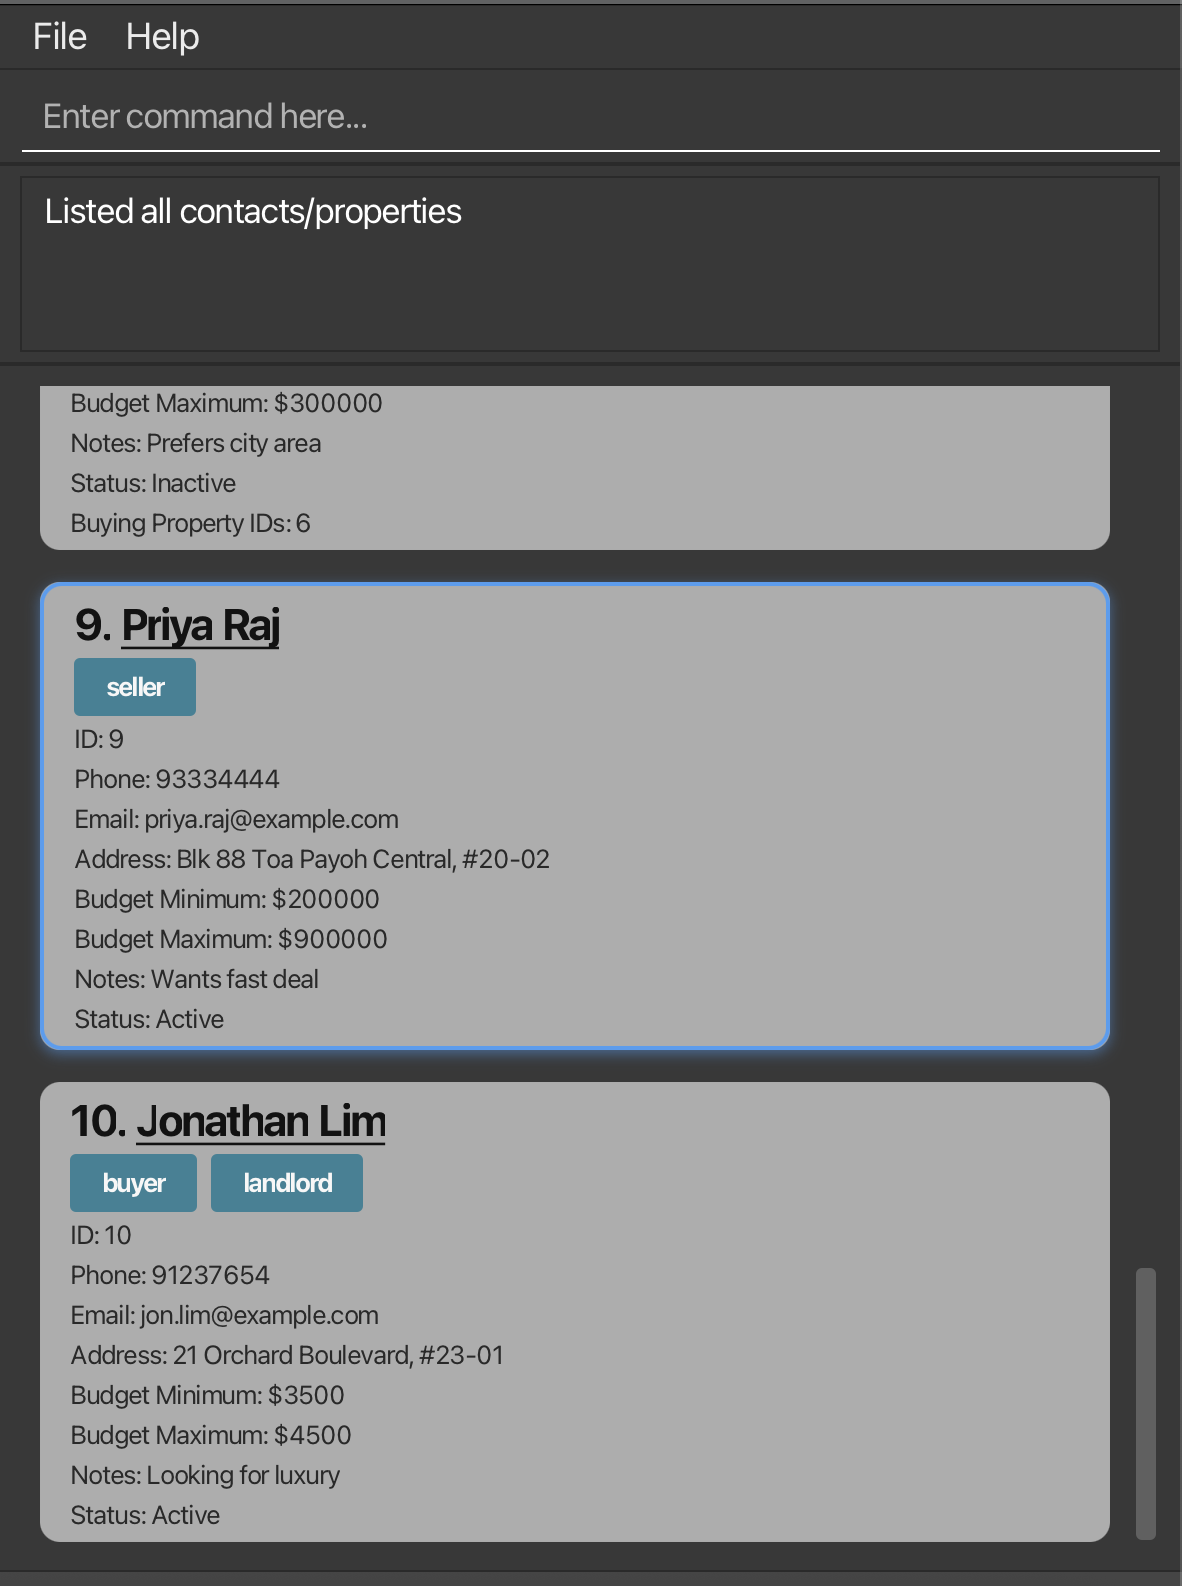 File Help
Enter command here...
Listed all contacts/properties
Budget Maximum: $300000
Notes: Prefers city area
Status: Inactive
Buying Property IDs: 6
9. Priya Raj
seller
ID: 9
Phone: 93334444
Email: priya.raj@example.com
Address: Blk 88 Toa Payoh Central, #20-02
Budget Minimum: $200000
Budget Maximum: $900000
Notes: Wants fast deal
Status: Active
10. Jonathan Lim
buyer landlord
ID: 10
Phone: 91237654
Email: jon.lim@example.com
Address: 21 Orchard Boulevard, #23-01
Budget Minimum: $3500
Budget Maximum: $4500
Notes: Looking for luxury
Status: Active